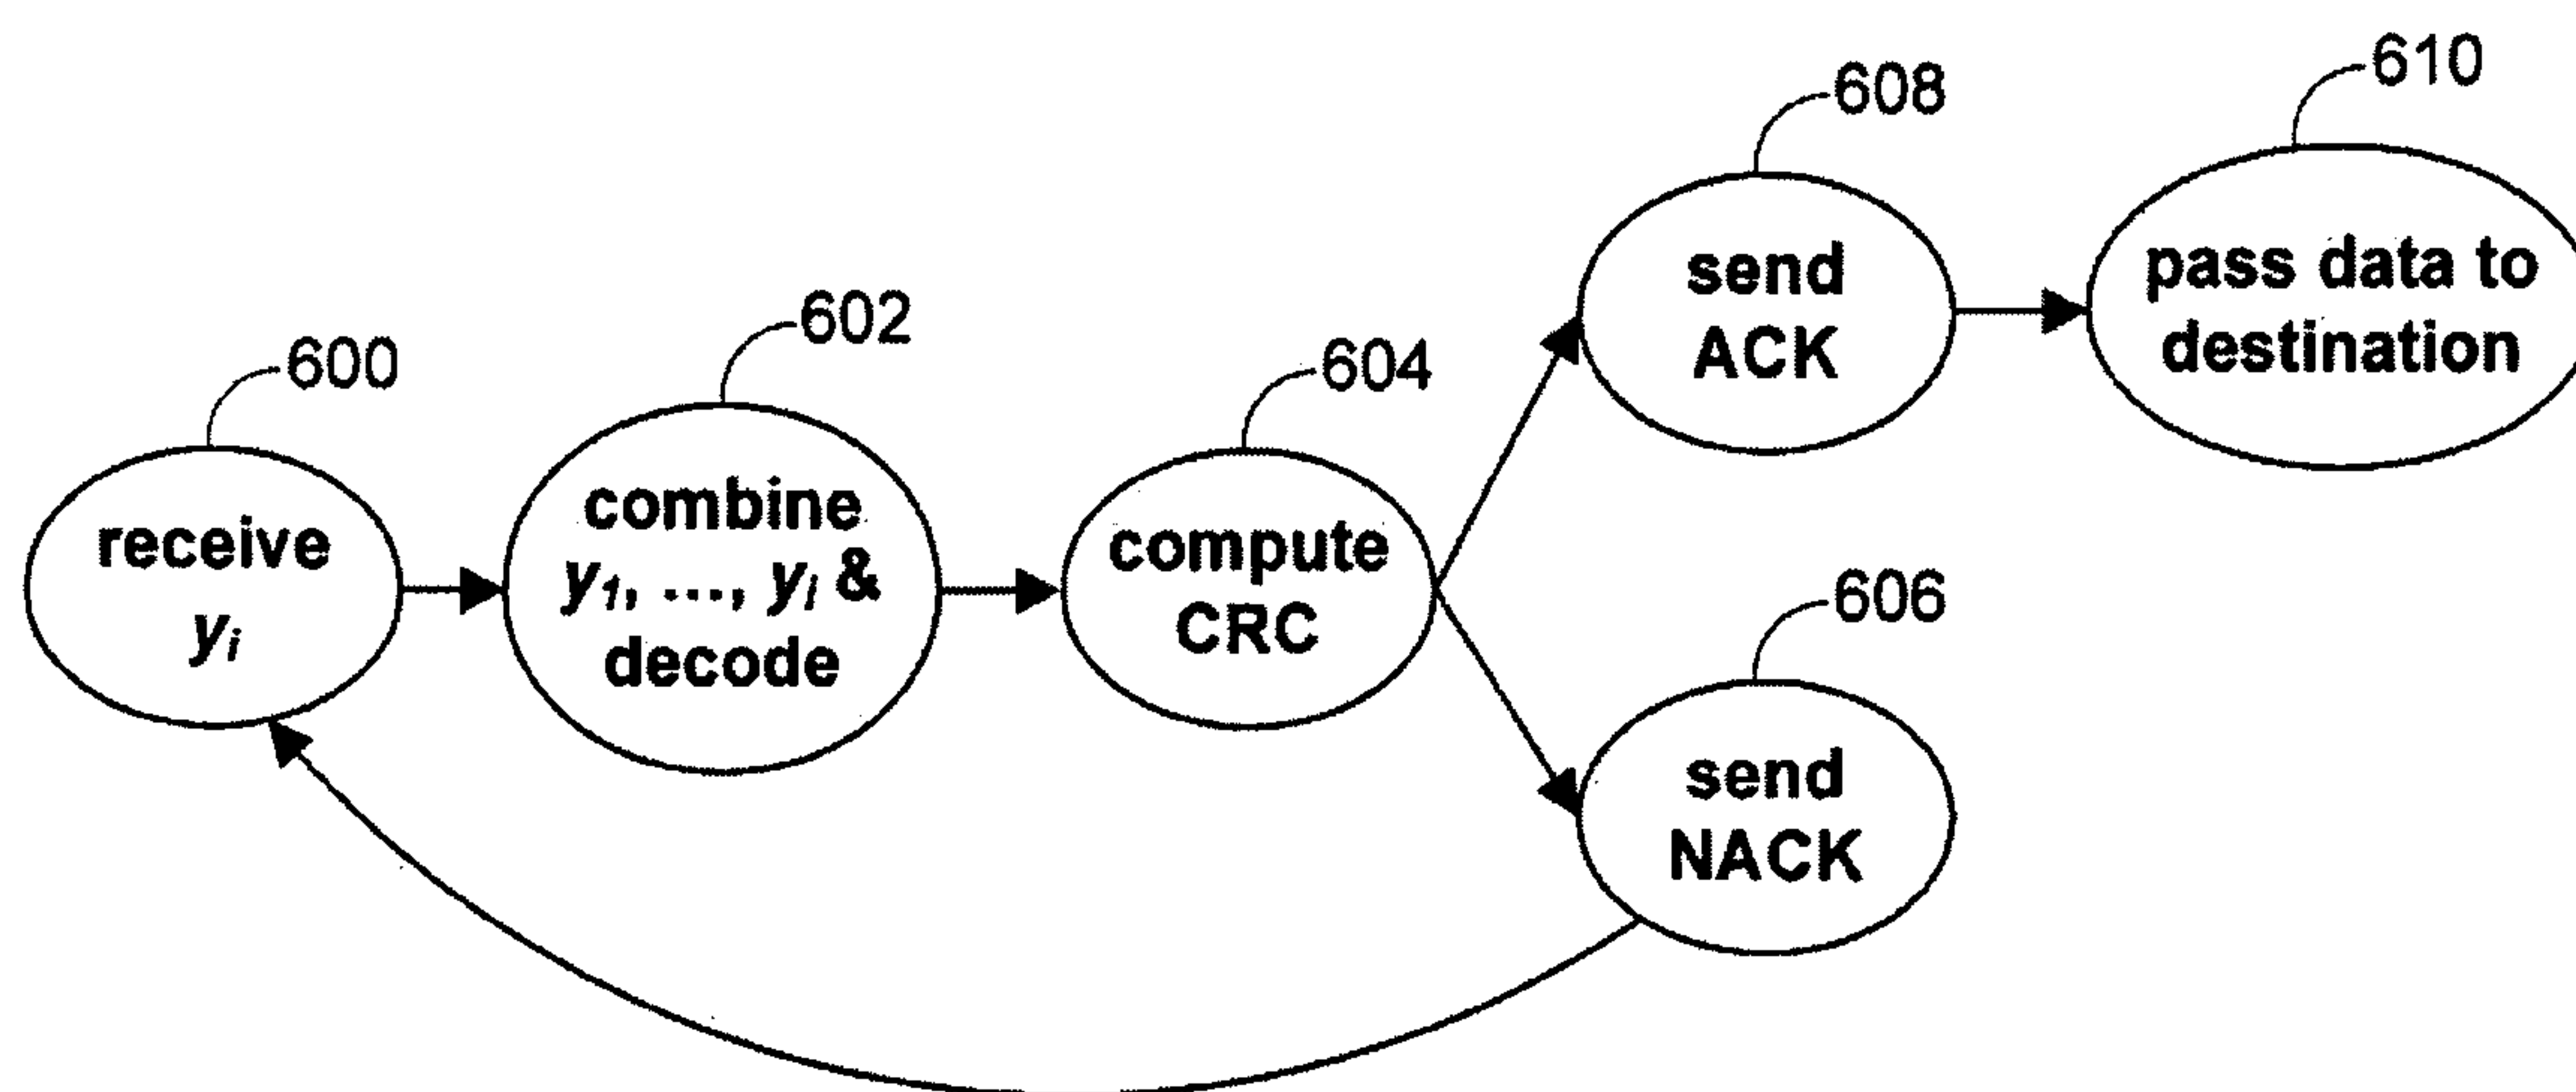 600
receive
yi
602
combine
y1, ..., yi &
decode
604
compute
CRC
608
send
ACK
610
pass data to
destination
606
send
NACK